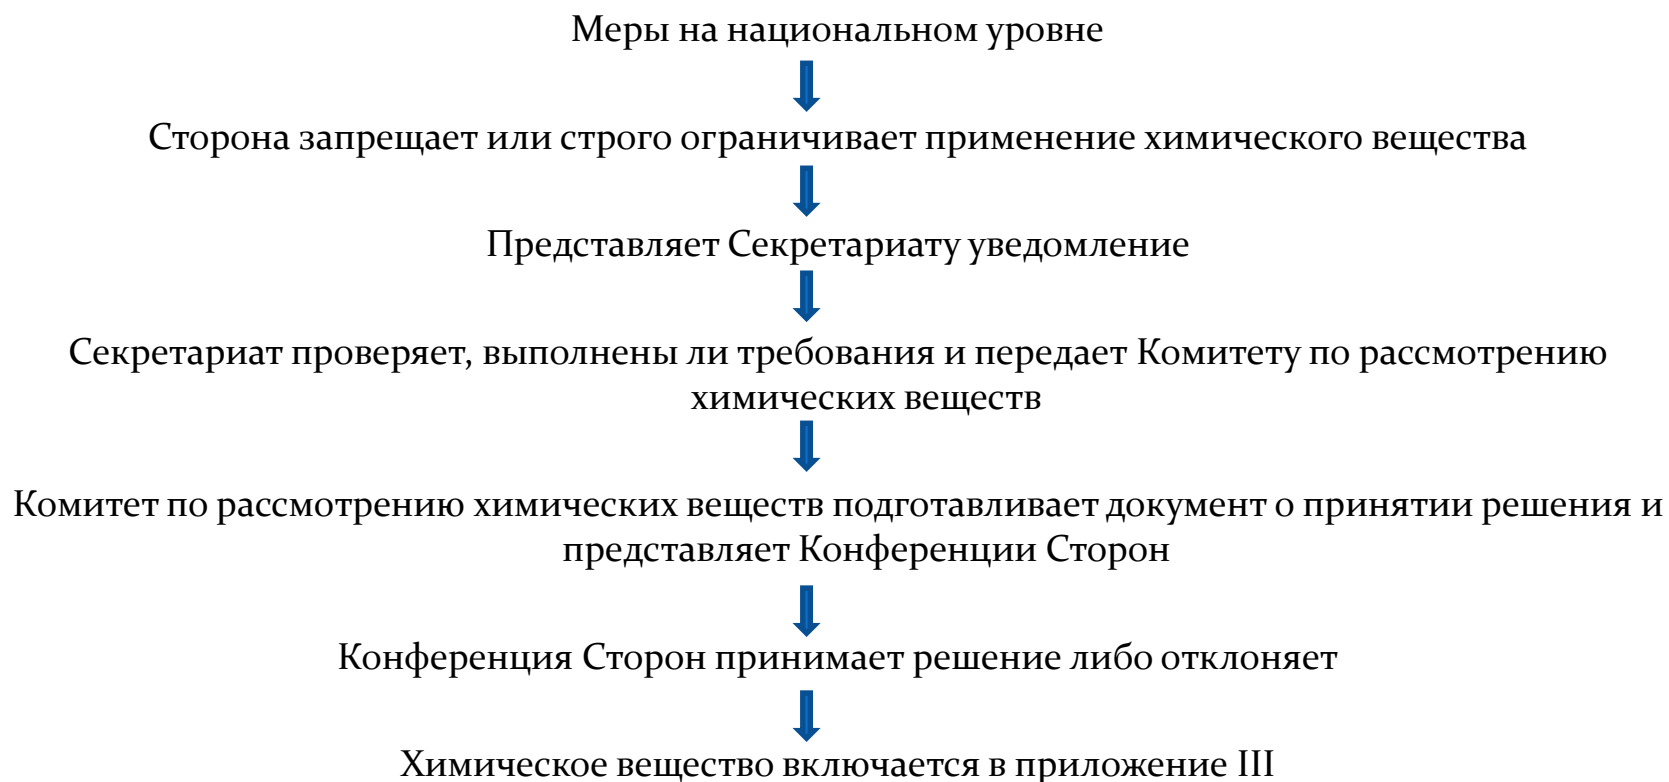 Меры на национальном уровне
Сторона запрещает или строго ограничивает применение химического вещества
Представляет Секретариату уведомление
Секретариат проверяет, выполнены ли требования и передает Комитету по рассмотрению
химических веществ
Комитет по рассмотрению химических веществ подготавливает документ о принятии решения и
представляет Конференции Сторон
Конференция Сторон принимает решение либо отклоняет
Химическое вещество включается в приложение III